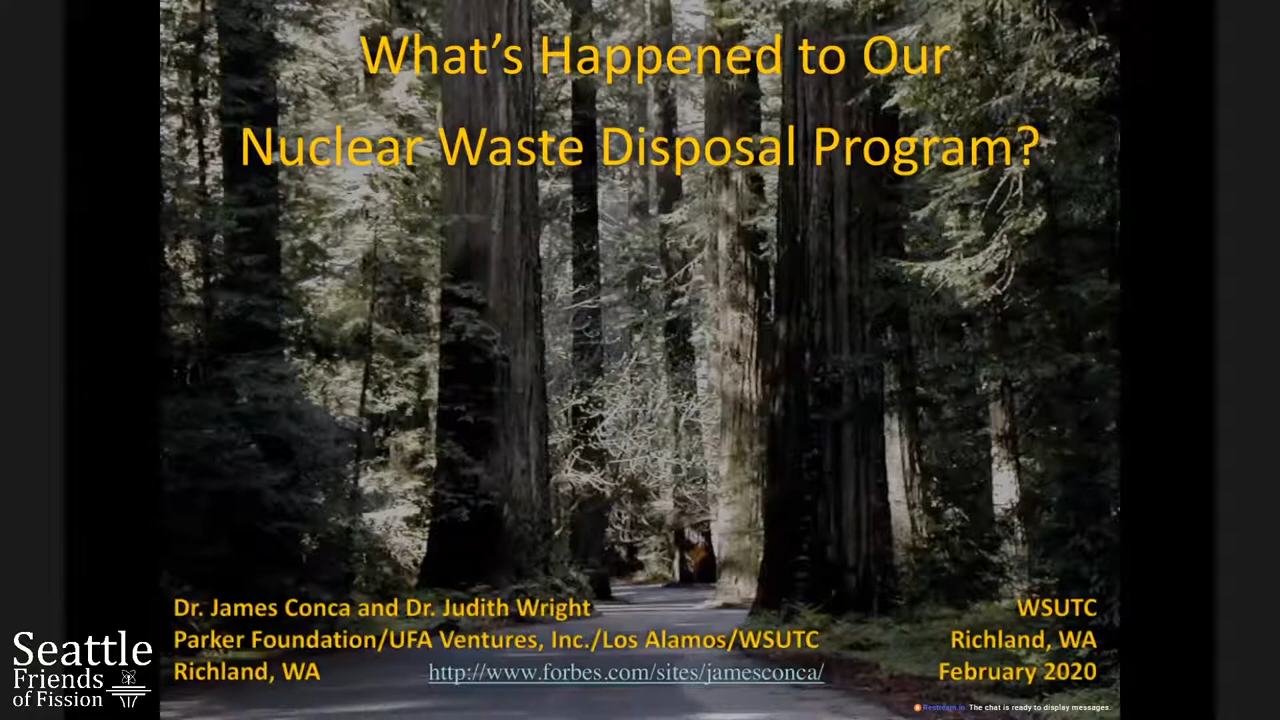 What's Happened to Our
Nuclear Waste Disposal Program?
Dr. James Conca and Dr. Judith Wright
Parker Foundation/UFA Ventures, Inc./Los Alamos/WSUTC
Richland, WA
http://www.forbes.com/sites/jamesconca/
WSUTC
Richland, WA
February 2020
Seattle
Friends
of Fission
Restream.io The chat is ready to display messages.